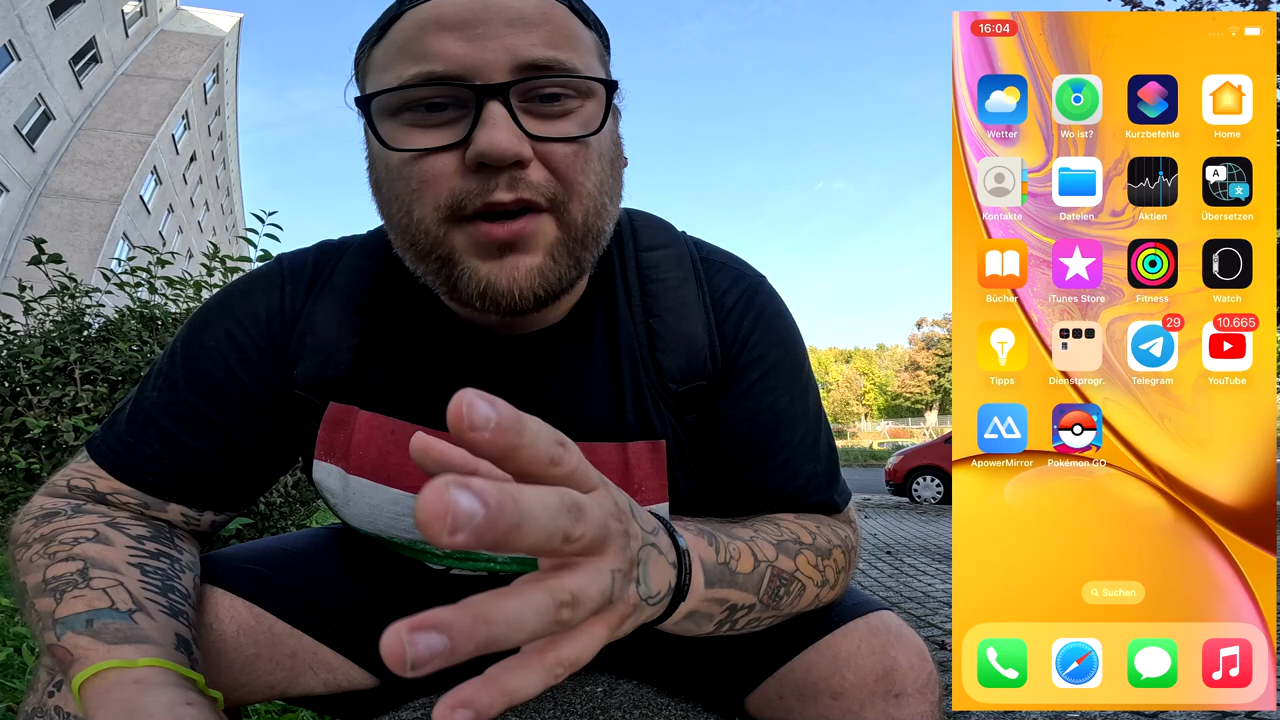 16:04
Wetter
Wo ist?
Kurzbefehle
Home
Kontakte
Dateien
Aktien
Übersetzen
Bücher
iTunes Store
Fitness
Watch
Tipps
Dienstprogr.
29
Telegram
10.665
YouTube
ApowerMirror
Pokémon GO
Suchen